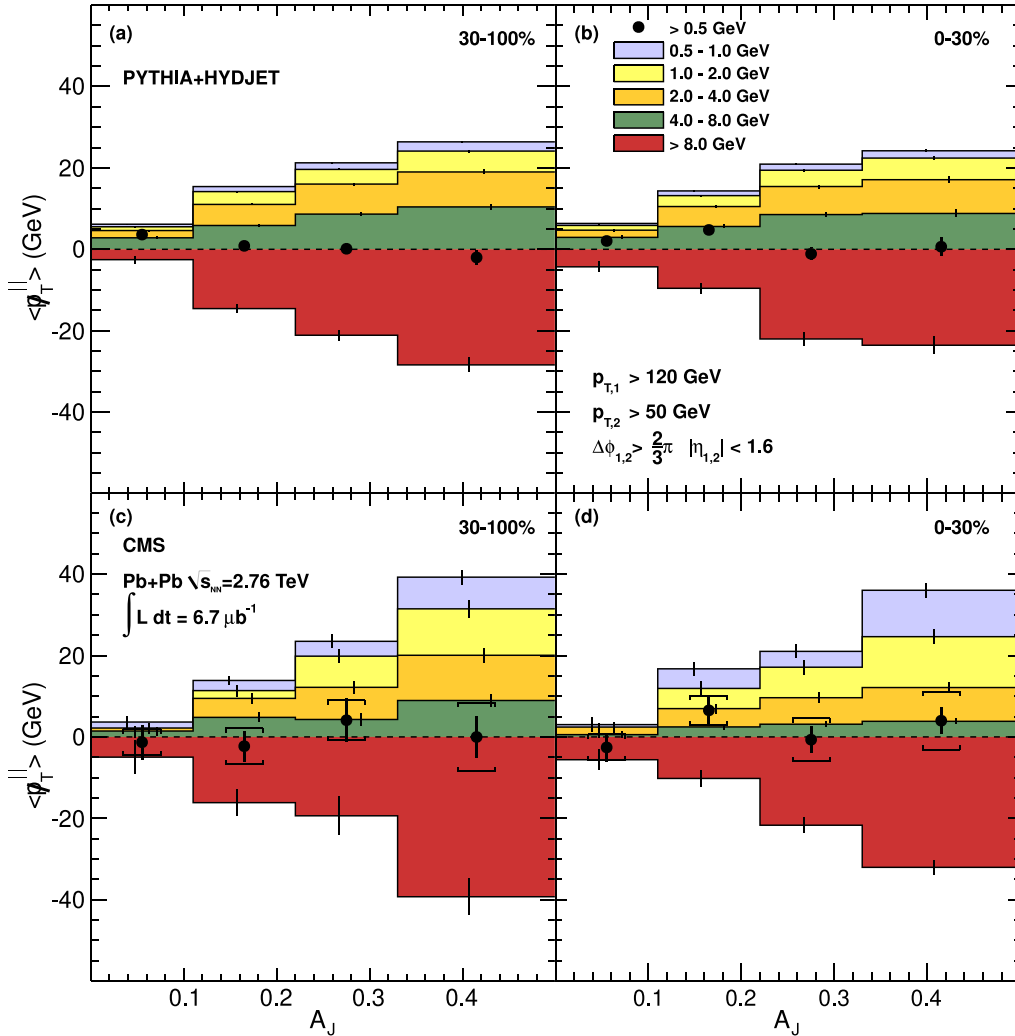 (a)
30-100%
PYTHIA+HYDJET
40
20
0
-20
-40
<p̸_T^||> (GeV)
(b)
0-30%
> 0.5 GeV
0.5 - 1.0 GeV
1.0 - 2.0 GeV
2.0 - 4.0 GeV
4.0 - 8.0 GeV
> 8.0 GeV
p_T,1 > 120 GeV
p_T,2 > 50 GeV
Δϕ_1,2 > 2/3 π |η_1,2| < 1.6
(c)
30-100%
CMS
Pb+Pb √s_NN=2.76 TeV
∫ L dt = 6.7 μb⁻¹
40
20
0
-20
-40
<p̸_T^||> (GeV)
0.1 0.2 0.3 0.4
A_J
(d)
0-30%
0.1 0.2 0.3 0.4
A_J